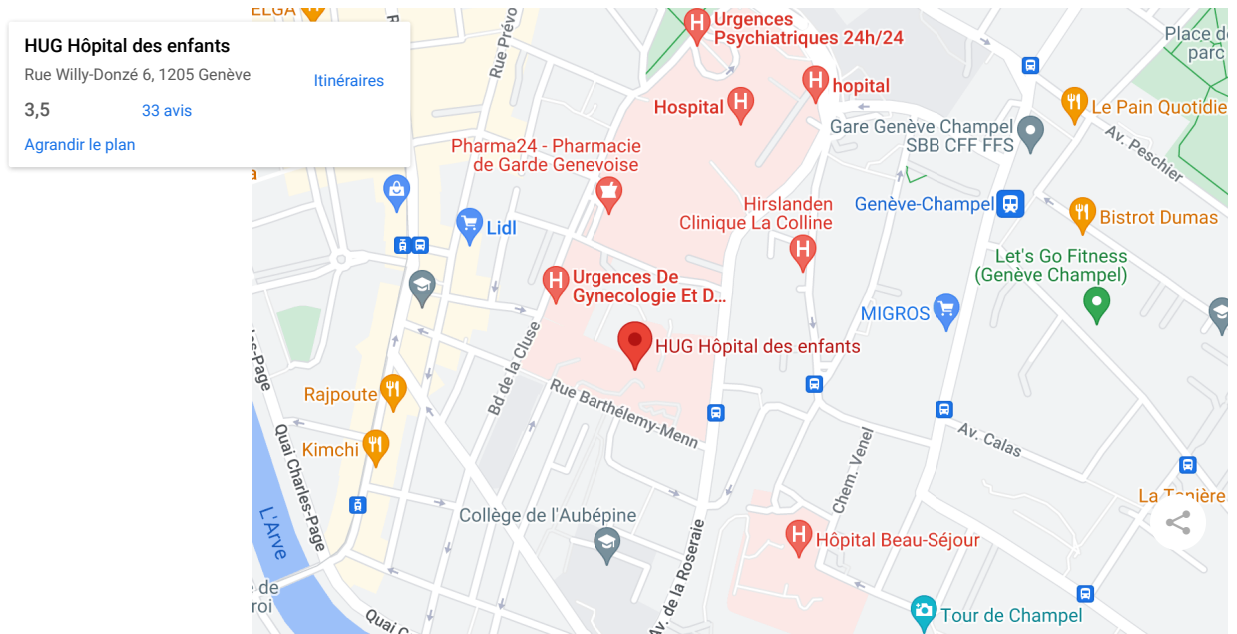 HUG Hôpital des enfants
Rue Willy-Donzé 6, 1205 Genève
Itinéraires
3,5
33 avis
Agrandir le plan
ELGA
Rue Prévo
Urgences
Psychiatriques 24h/24
Place d
parc
hopital
Hospital
Le Pain Quotidie
Gare Genève Champel
SBB CFF FFS
Av. Peschier
Pharma24 - Pharmacie
de Garde Genevoise
Hirslanden
Clinique La Colline
Genève-Champel
Bistrot Dumas
Lidl
Let's Go Fitness
(Genève Champel)
Urgences De
Gynecologie Et D...
MIGROS
HUG Hôpital des enfants
Bd de la Cluse
les-Page
Rajpoute
Rue Barthélemy-Menn
Kimchi
Quai Charles-Page
Av. Calas
Chem. Venel
La Tanière
L'Arve
Collège de l'Aubépine
Hôpital Beau-Séjour
Av. de la Roseraie
de
roi
Quai C
Tour de Champel